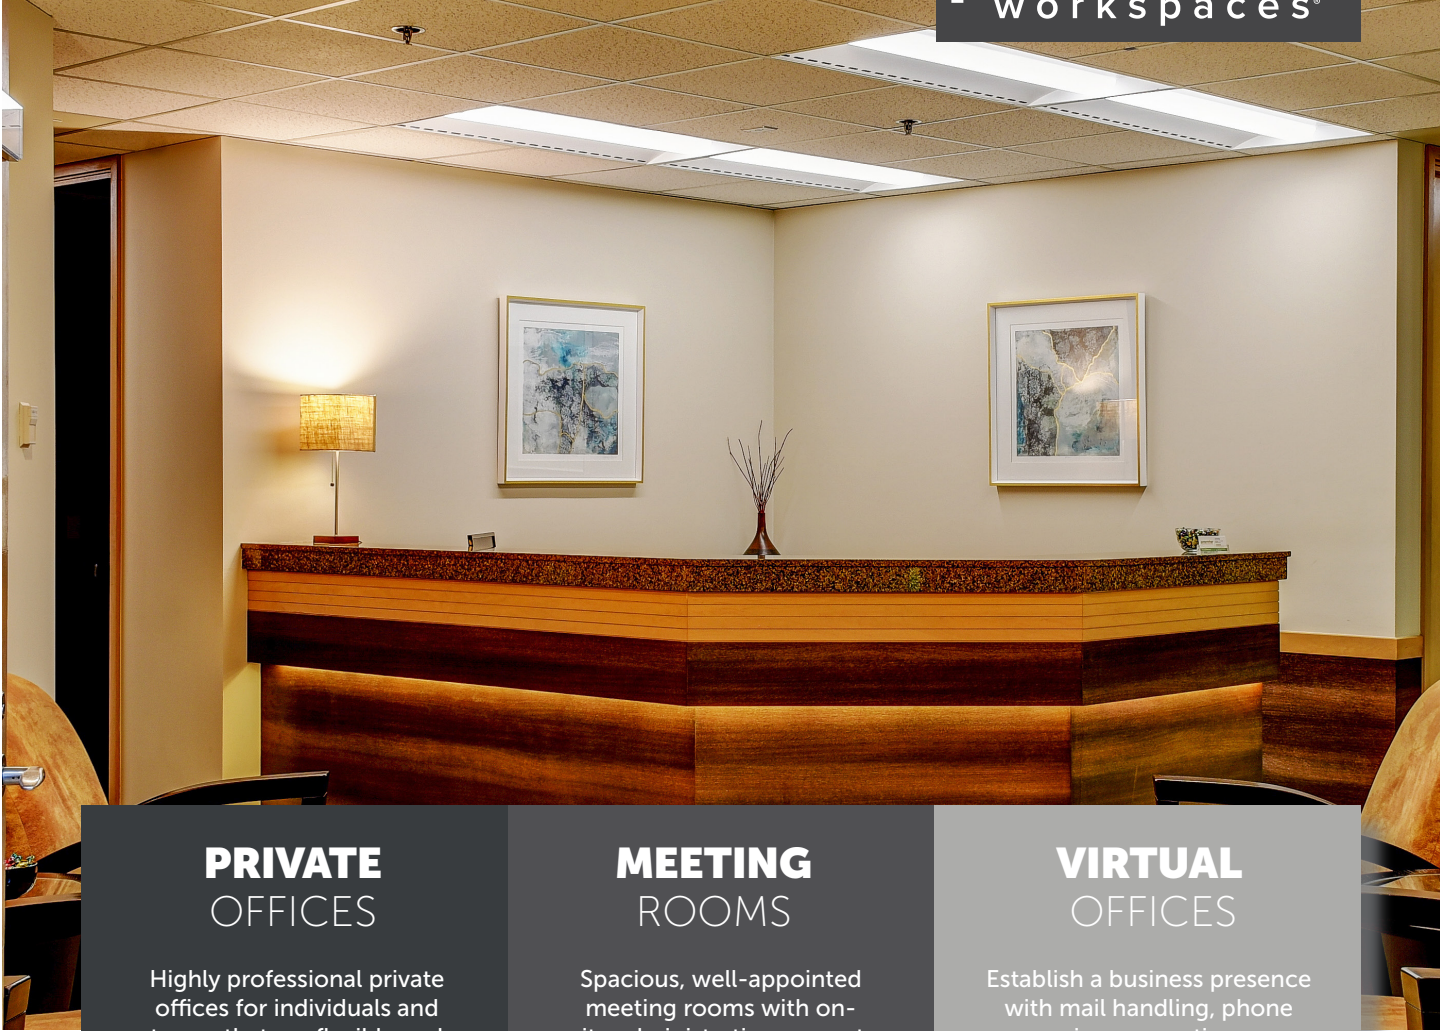 workspaces®
PRIVATE
OFFICES
Highly professional private
offices for individuals and
MEETING
ROOMS
Spacious, well-appointed
meeting rooms with on-
VIRTUAL
OFFICES
Establish a business presence
with mail handling, phone